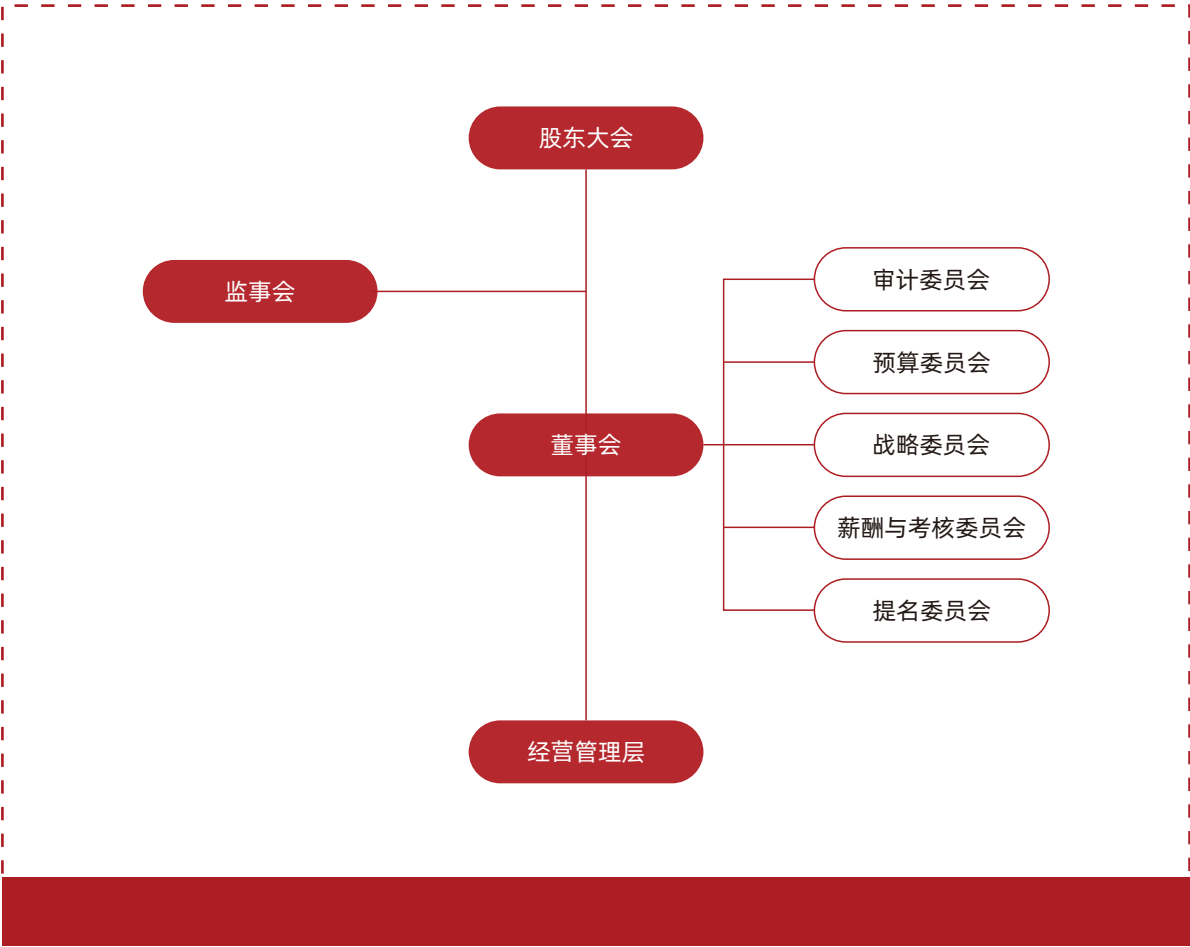 股东大会
监事会
董事会
审计委员会
预算委员会
战略委员会
薪酬与考核委员会
提名委员会
经营管理层